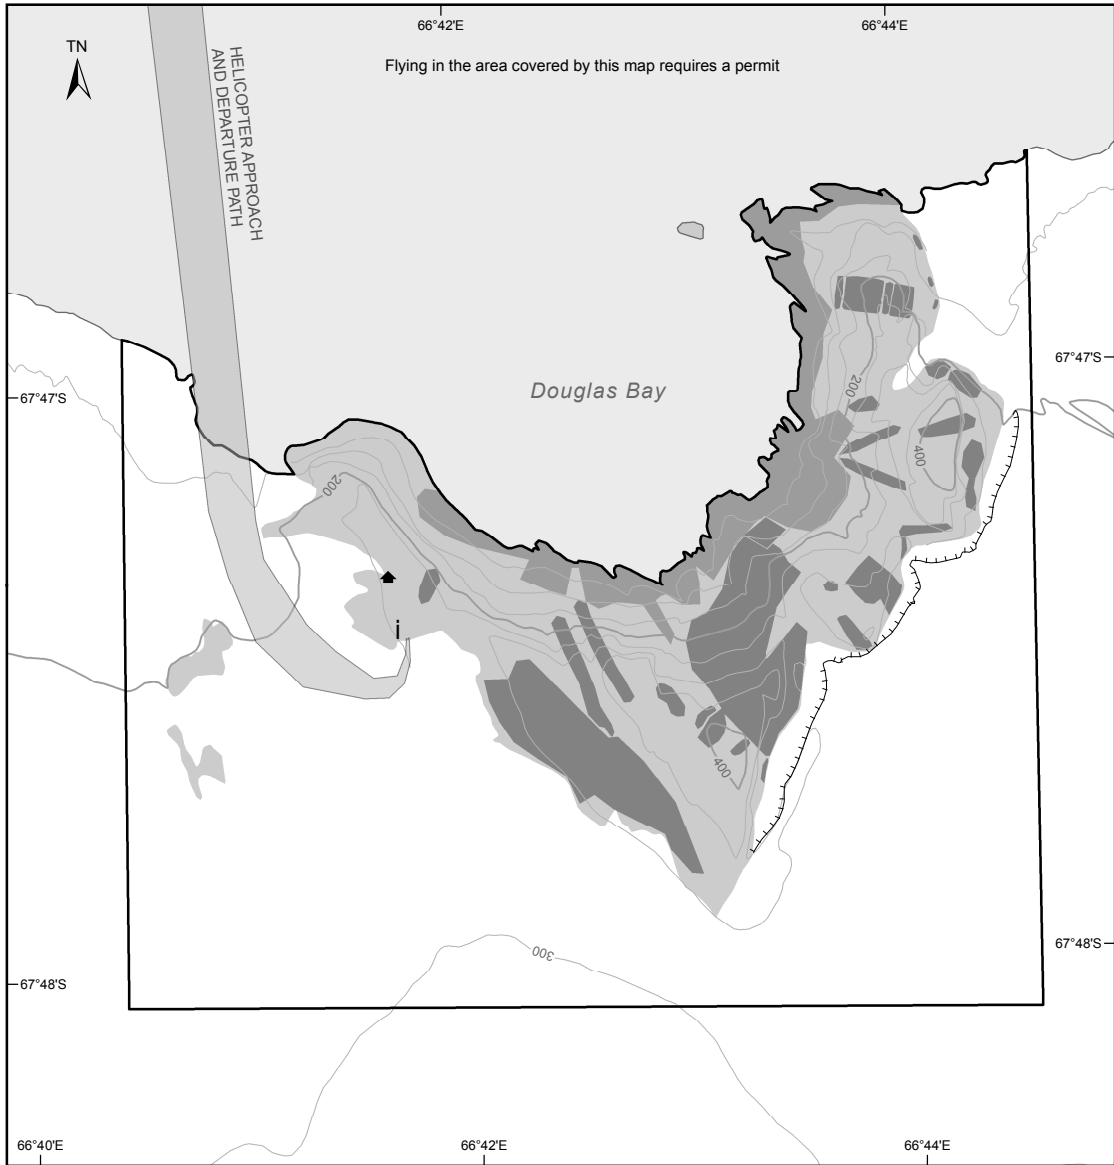 66°42'E
66°44'E
TN
Flying in the area covered by this map requires a permit
HELICOPTER APPROACH
AND DEPARTURE PATH
67°47'S
200
Douglas Bay
67°47'S
400
200
i
400
300
67°48'S
67°48'S
66°40'E
66°42'E
66°44'E